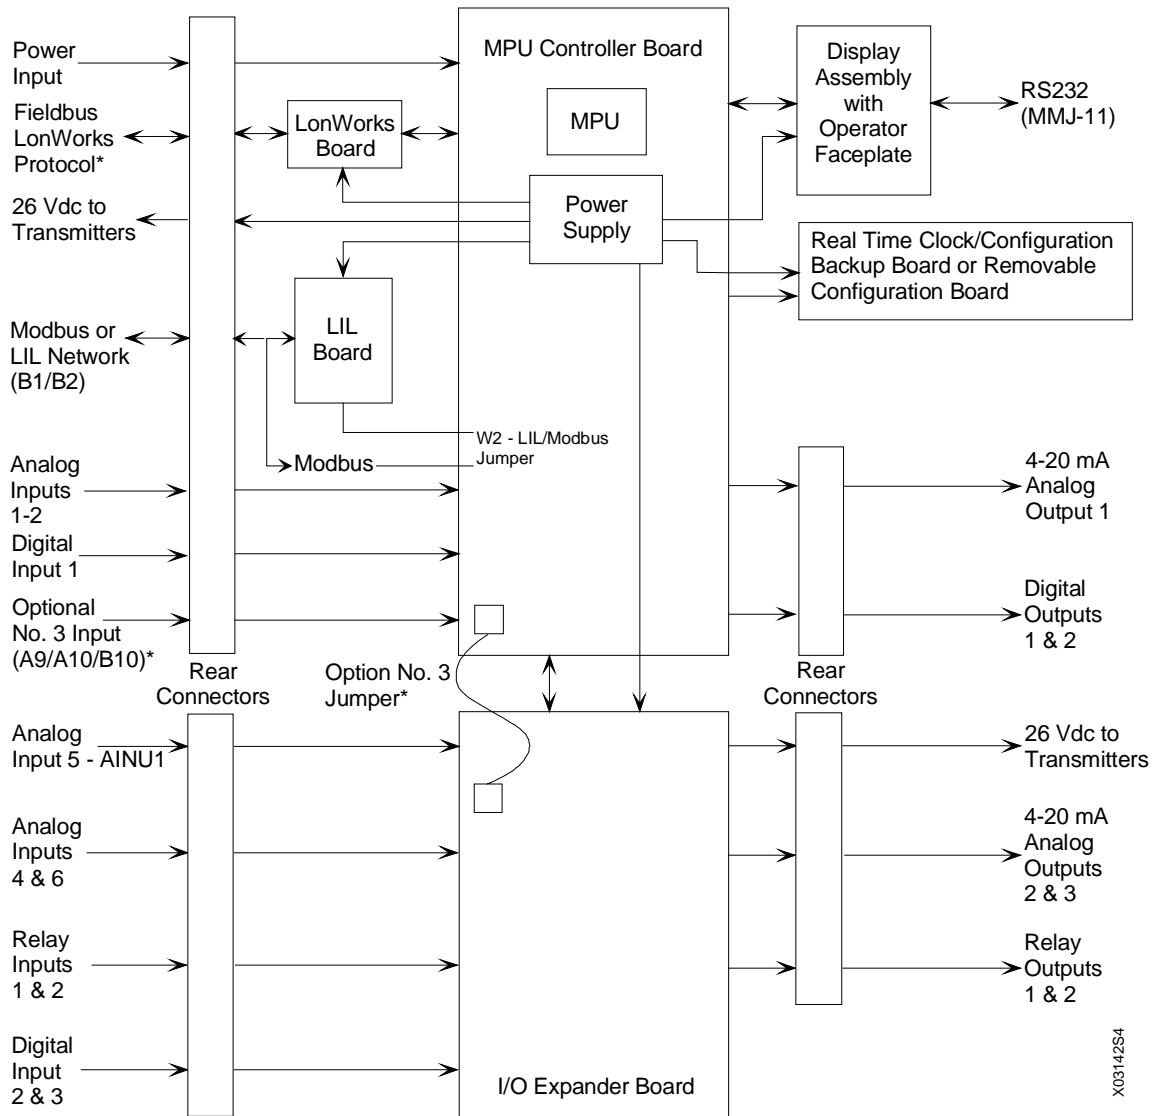 Power
Input
Fieldbus
LonWorks
Protocol*
26 Vdc to
Transmitters
Modbus or
LIL Network
(B1/B2)
Analog
Inputs
1-2
Digital
Input 1
Optional
No. 3 Input
(A9/A10/B10)*
Rear
Connectors
LonWorks
Board
LIL
Board
Modbus
MPU Controller Board
MPU
Power
Supply
W2 - LIL/Modbus
Jumper
Option No. 3
Jumper*
Display
Assembly
with
Operator
Faceplate
RS232
(MMJ-11)
Real Time Clock/Configuration
Backup Board or Removable
Configuration Board
4-20 mA
Analog
Output 1
Digital
Outputs
1 & 2
Rear
Connectors
Analog
Input 5 - AINU1
Analog
Inputs
4 & 6
Relay
Inputs
1 & 2
Digital
Input
2 & 3
I/O Expander Board
26 Vdc to
Transmitters
4-20 mA
Analog
Outputs
2 & 3
Relay
Outputs
1 & 2
X03142S4